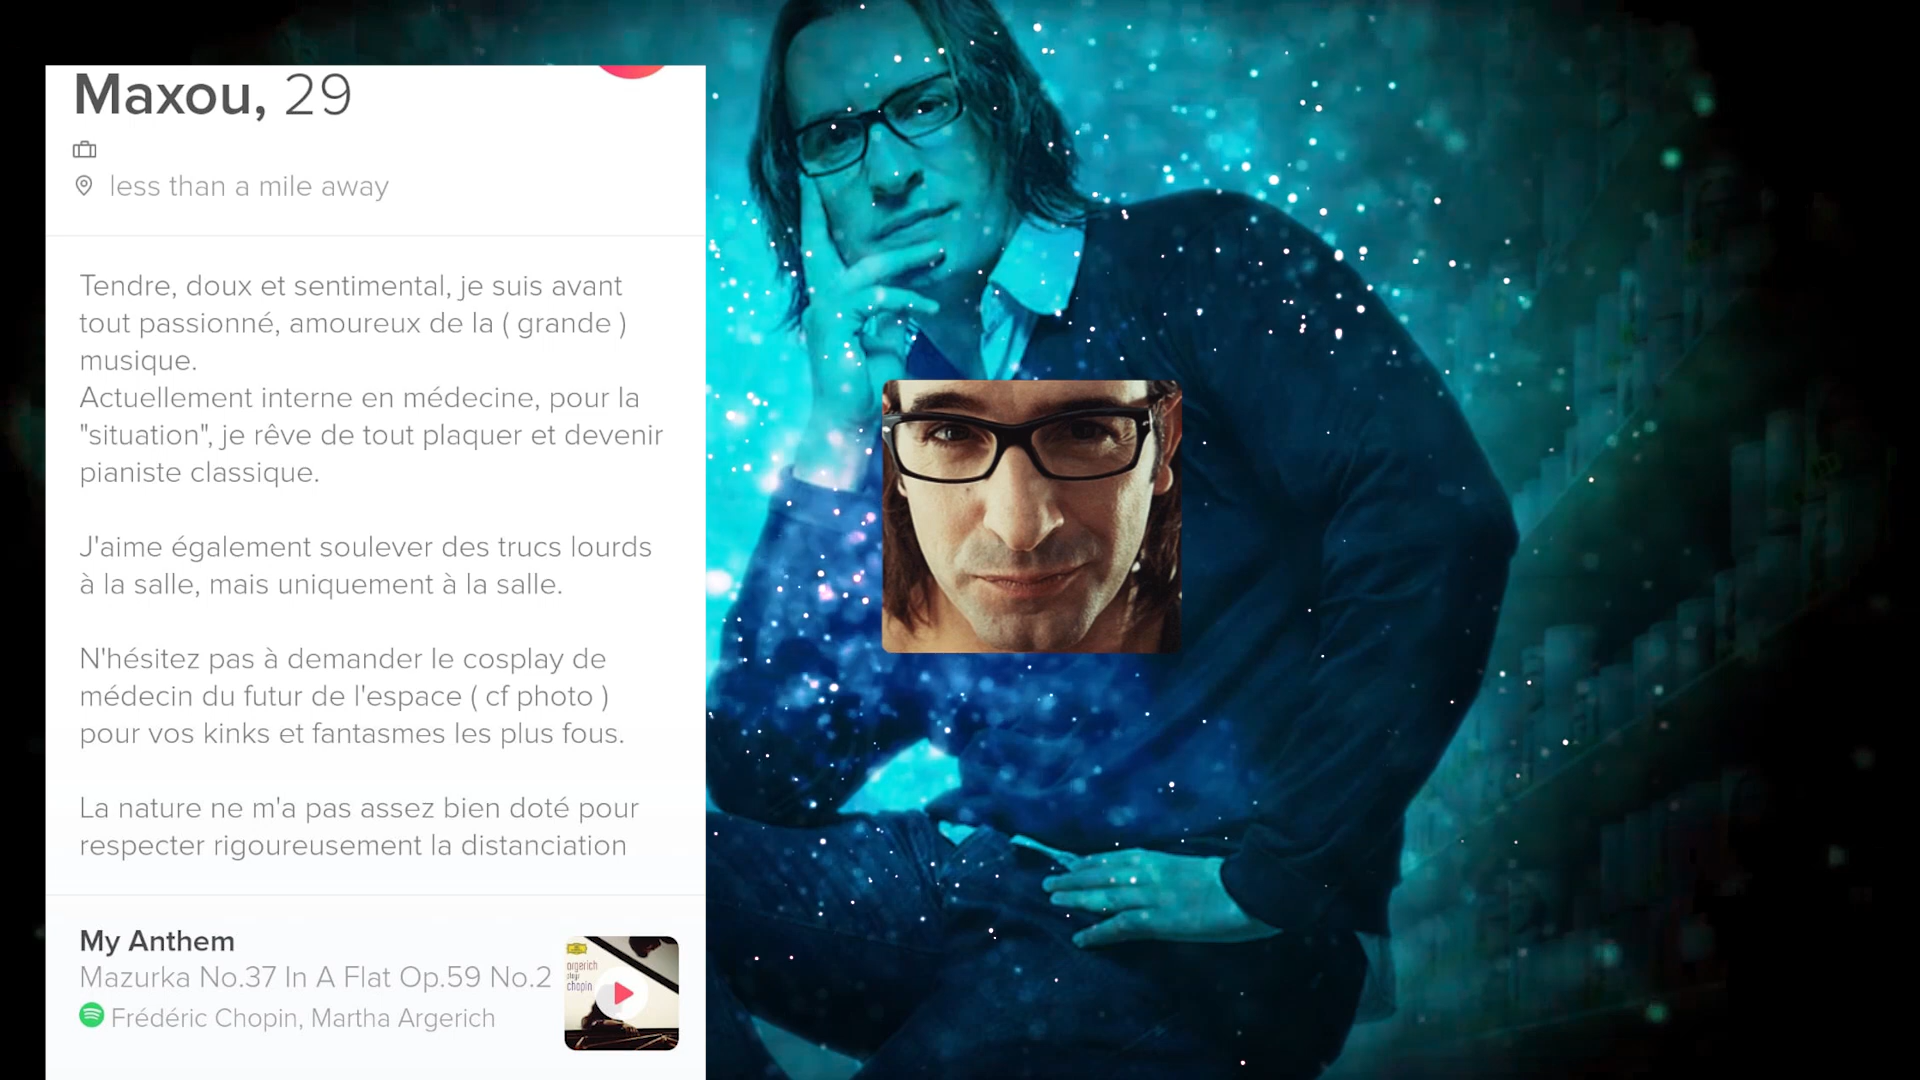 Maxou, 29
less than a mile away
Tendre, doux et sentimental, je suis avant
tout passionné, amoureux de la ( grande )
musique.
Actuellement interne en médecine, pour la
"situation", je rêve de tout plaquer et devenir
pianiste classique.
J'aime également soulever des trucs lourds
à la salle, mais uniquement à la salle.
N'hésitez pas à demander le cosplay de
médecin du futur de l'espace ( cf photo )
pour vos kinks et fantasmes les plus fous.
La nature ne m'a pas assez bien doté pour
respecter rigoureusement la distanciation
My Anthem
Mazurka No.37 In A Flat Op.59 No.2
Frédéric Chopin, Martha Argerich
argerich
plays
chopin